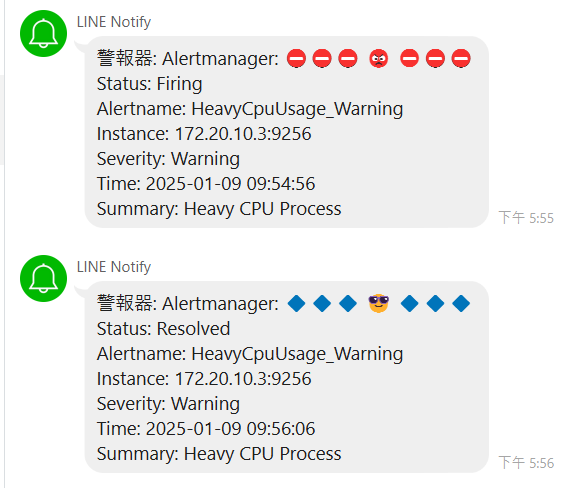 LINE Notify
警報器: Alertmanager: ⛔⛔⛔ 😡 ⛔⛔⛔
Status: Firing
Alertname: HeavyCpuUsage_Warning
Instance: 172.20.10.3:9256
Severity: Warning
Time: 2025-01-09 09:54:56
Summary: Heavy CPU Process
下午 5:55
LINE Notify
警報器: Alertmanager: 🔷🔷🔷 😎 🔷🔷🔷
Status: Resolved
Alertname: HeavyCpuUsage_Warning
Instance: 172.20.10.3:9256
Severity: Warning
Time: 2025-01-09 09:56:06
Summary: Heavy CPU Process
下午 5:56